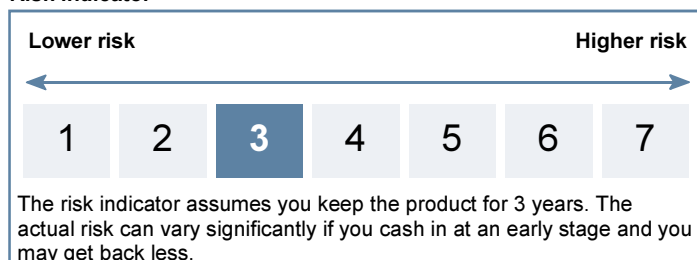 Risk Indicator
Lower risk Higher risk
1 2 3 4 5 6 7
The risk indicator assumes you keep the product for 3 years. The
actual risk can vary significantly if you cash in at an early stage and you
may get back less.